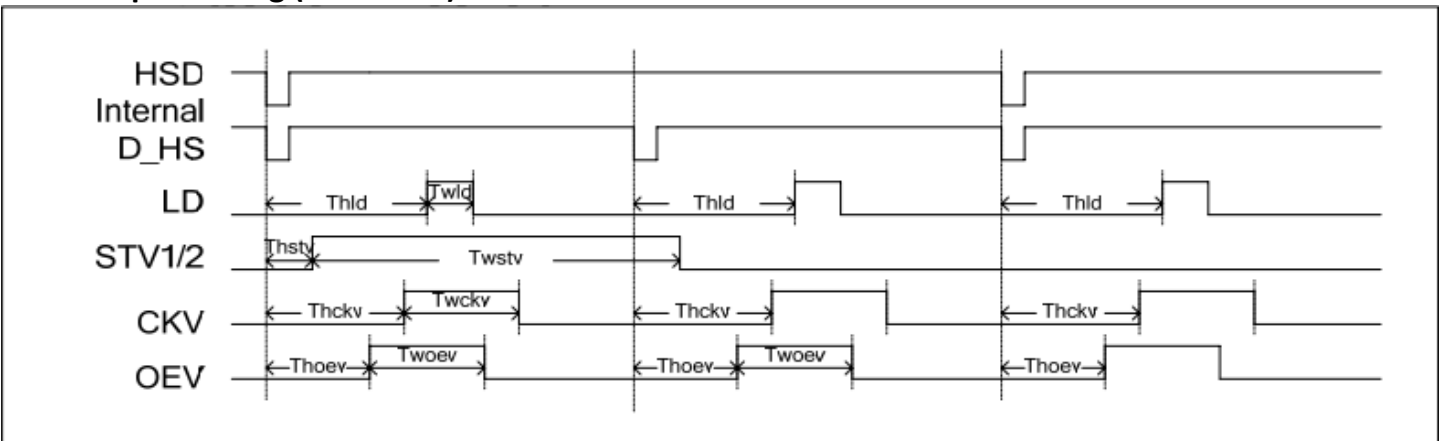 HSD
Internal
D_HS
LD Thld Twld Thld Thld
STV1/2 Thstv Twstv
CKV Thckv Twckv Thckv Thckv
OEV Thoev Twoev Thoev Twoev Thoev